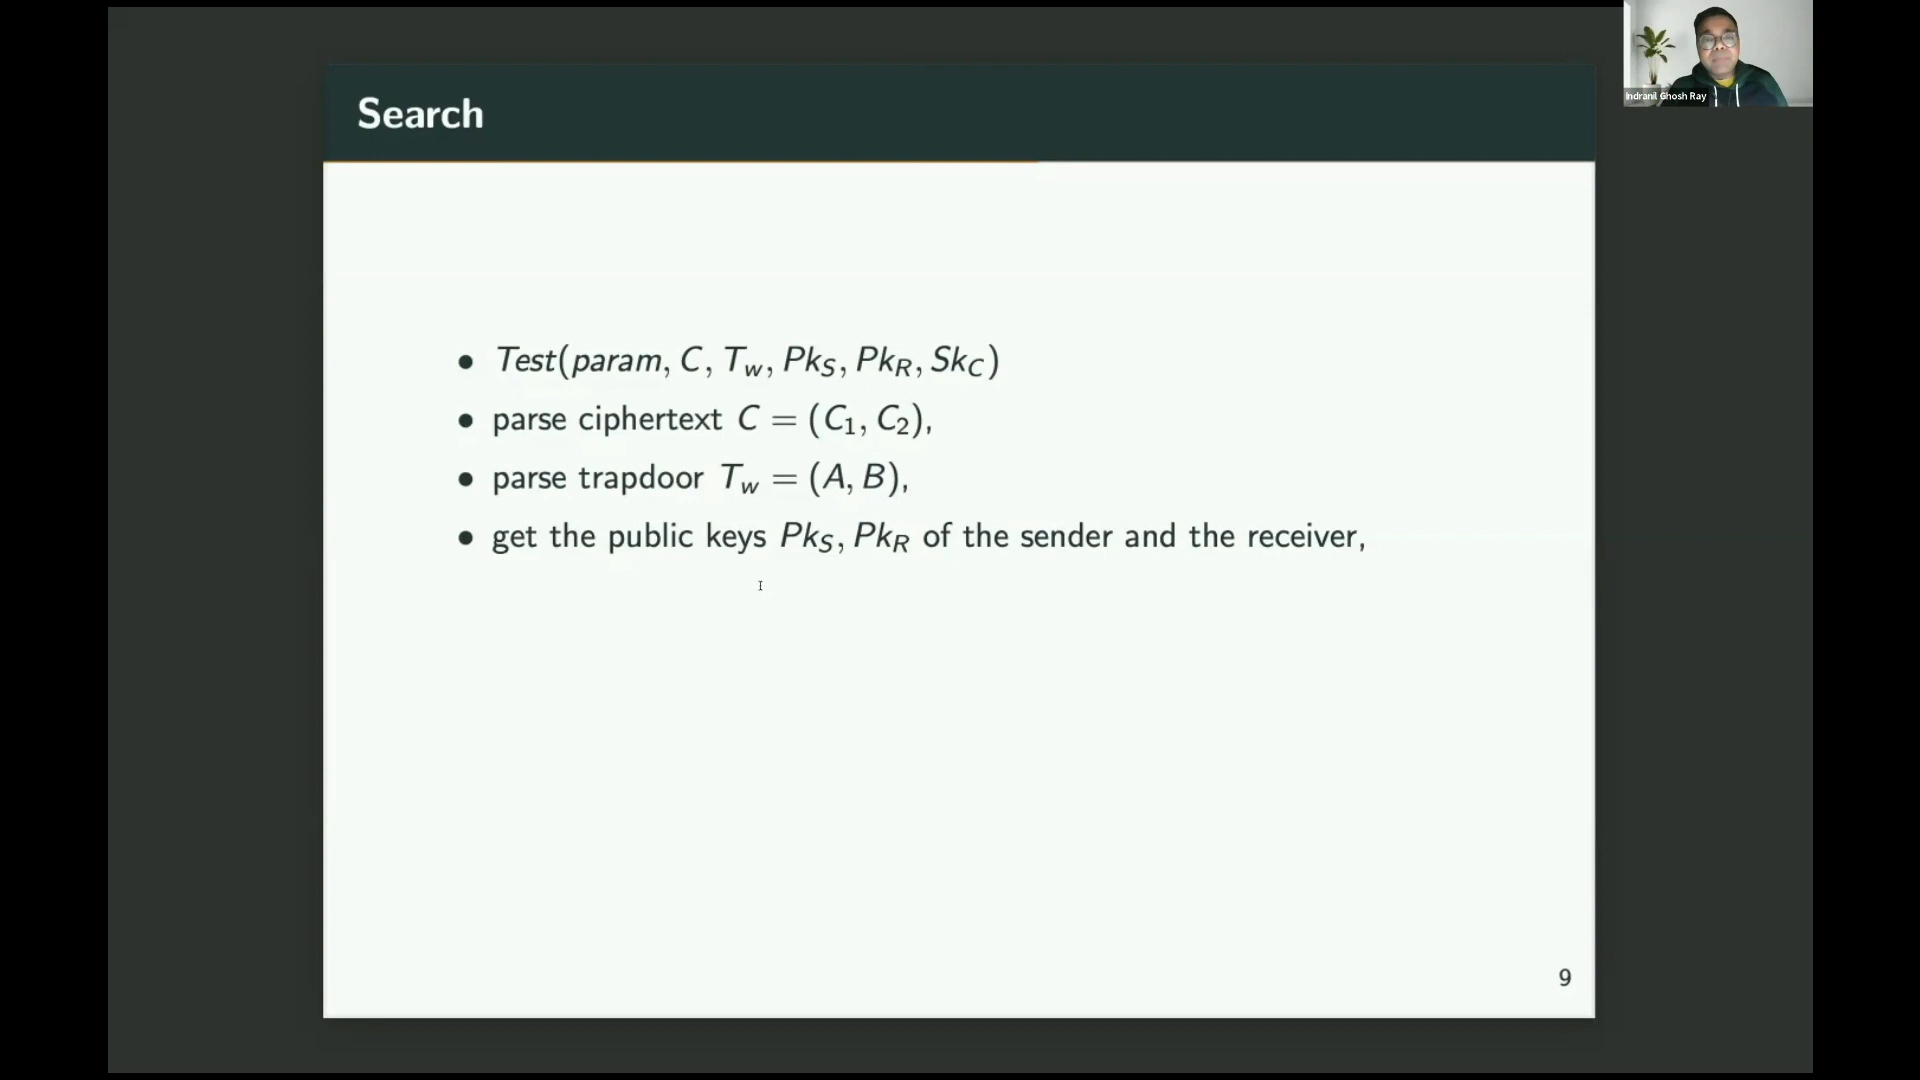 Indranil Ghosh Ray
Search
• Test(param, C, T_w, Pk_S, Pk_R, Sk_C)
• parse ciphertext C = (C_1, C_2),
• parse trapdoor T_w = (A, B),
• get the public keys Pk_S, Pk_R of the sender and the receiver,
9